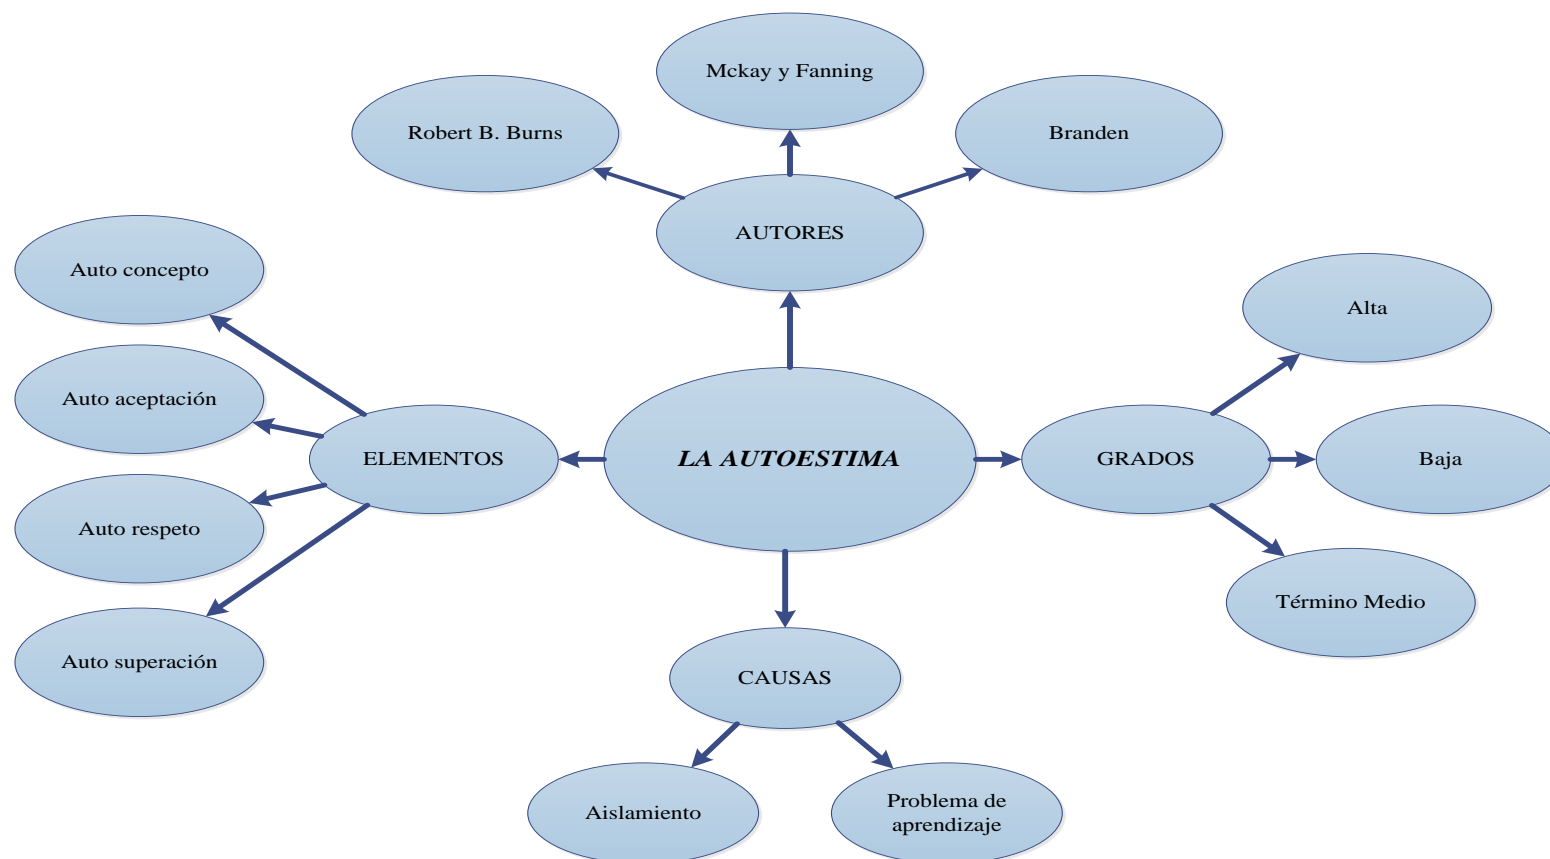 Mckay y Fanning
Robert B. Burns
Branden
AUTORES
Auto concepto
Alta
Auto aceptación
ELEMENTOS
LA AUTOESTIMA
GRADOS
Baja
Auto respeto
Término Medio
Auto superación
CAUSAS
Aislamiento
Problema de
aprendizaje